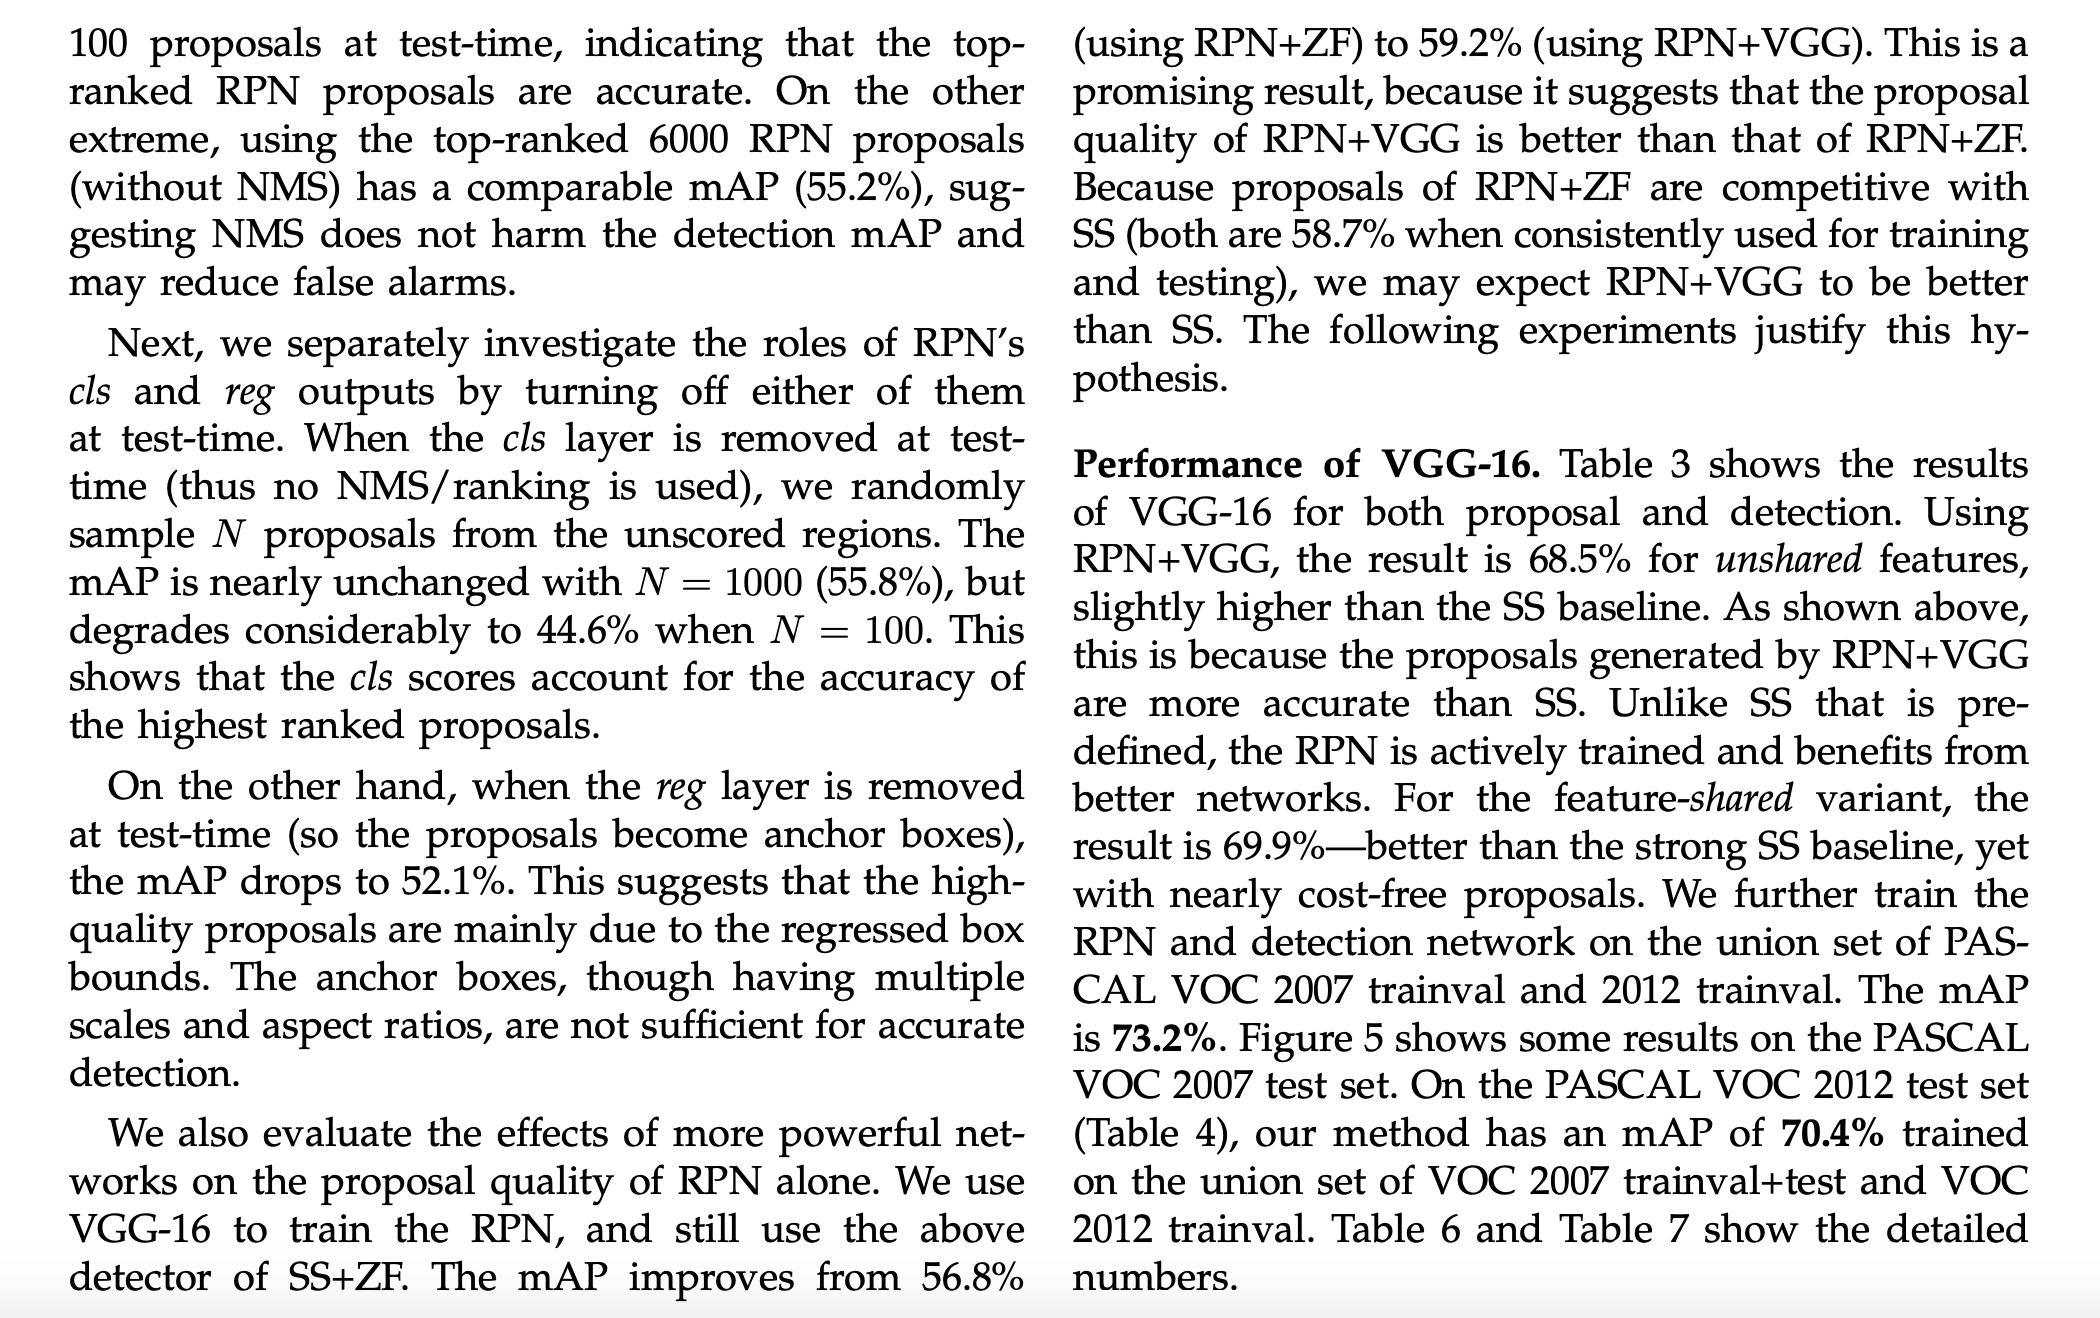 100 proposals at test-time, indicating that the top-
ranked RPN proposals are accurate. On the other
extreme, using the top-ranked 6000 RPN proposals
(without NMS) has a comparable mAP (55.2%), sug-
gesting NMS does not harm the detection mAP and
may reduce false alarms.
Next, we separately investigate the roles of RPN's
cls and reg outputs by turning off either of them
at test-time. When the cls layer is removed at test-
time (thus no NMS/ranking is used), we randomly
sample N proposals from the unscored regions. The
mAP is nearly unchanged with N = 1000 (55.8%), but
degrades considerably to 44.6% when N = 100. This
shows that the cls scores account for the accuracy of
the highest ranked proposals.
On the other hand, when the reg layer is removed
at test-time (so the proposals become anchor boxes),
the mAP drops to 52.1%. This suggests that the high-
quality proposals are mainly due to the regressed box
bounds. The anchor boxes, though having multiple
scales and aspect ratios, are not sufficient for accurate
detection.
We also evaluate the effects of more powerful net-
works on the proposal quality of RPN alone. We use
VGG-16 to train the RPN, and still use the above
detector of SS+ZF. The mAP improves from 56.8%
(using RPN+ZF) to 59.2% (using RPN+VGG). This is a
promising result, because it suggests that the proposal
quality of RPN+VGG is better than that of RPN+ZF.
Because proposals of RPN+ZF are competitive with
SS (both are 58.7% when consistently used for training
and testing), we may expect RPN+VGG to be better
than SS. The following experiments justify this hy-
pothesis.
Performance of VGG-16. Table 3 shows the results
of VGG-16 for both proposal and detection. Using
RPN+VGG, the result is 68.5% for unshared features,
slightly higher than the SS baseline. As shown above,
this is because the proposals generated by RPN+VGG
are more accurate than SS. Unlike SS that is pre-
defined, the RPN is actively trained and benefits from
better networks. For the feature-shared variant, the
result is 69.9%—better than the strong SS baseline, yet
with nearly cost-free proposals. We further train the
RPN and detection network on the union set of PAS-
CAL VOC 2007 trainval and 2012 trainval. The mAP
is 73.2%. Figure 5 shows some results on the PASCAL
VOC 2007 test set. On the PASCAL VOC 2012 test set
(Table 4), our method has an mAP of 70.4% trained
on the union set of VOC 2007 trainval+test and VOC
2012 trainval. Table 6 and Table 7 show the detailed
numbers.